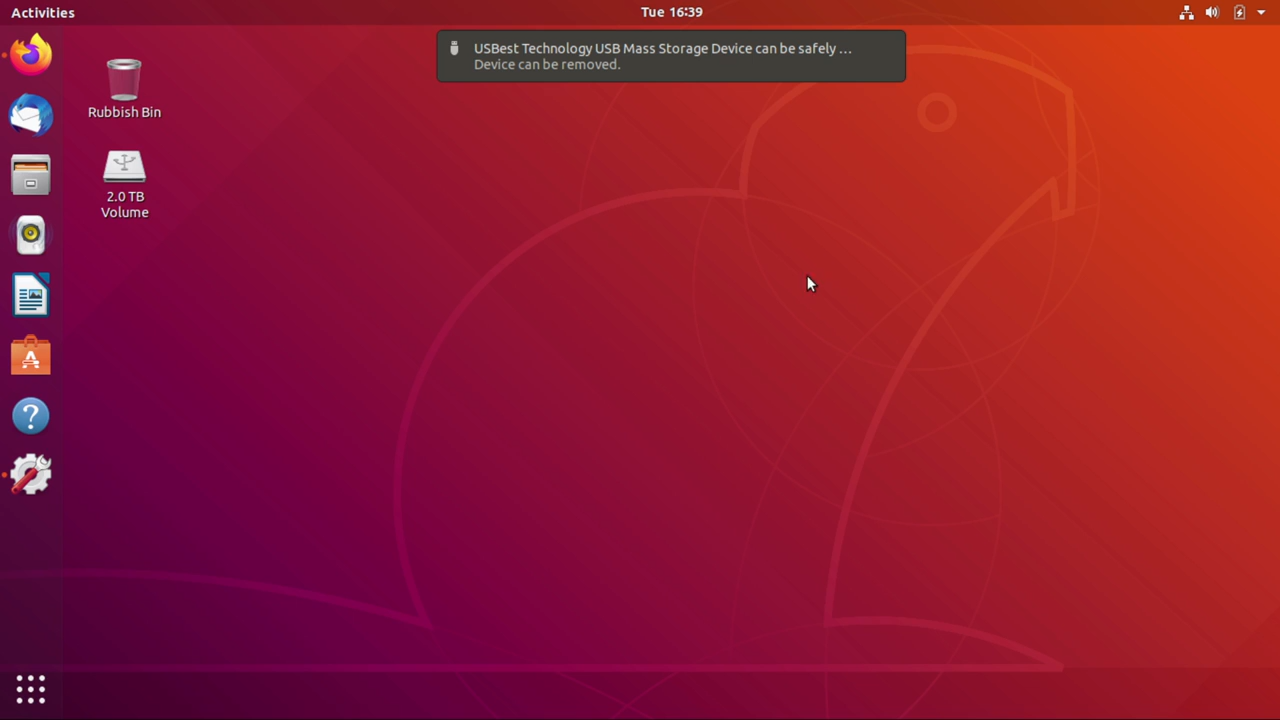 Activities
Tue 16:39
USBest Technology USB Mass Storage Device can be safely ...
Device can be removed.
Rubbish Bin
2.0 TB
Volume